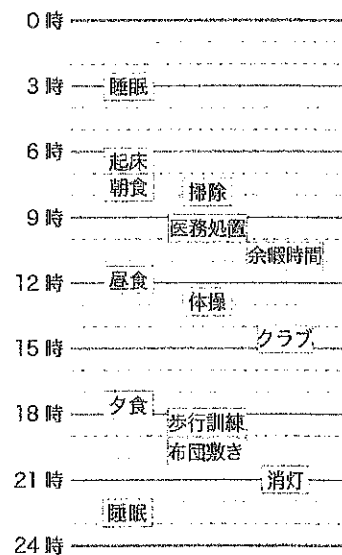 0時
3時 睡眠
6時
起床
朝食 掃除
9時
医務処置
余暇時間
12時 昼食
体操
クラブ
15時
夕食
18時
歩行訓練
布団敷き
21時 消灯
睡眠
24時